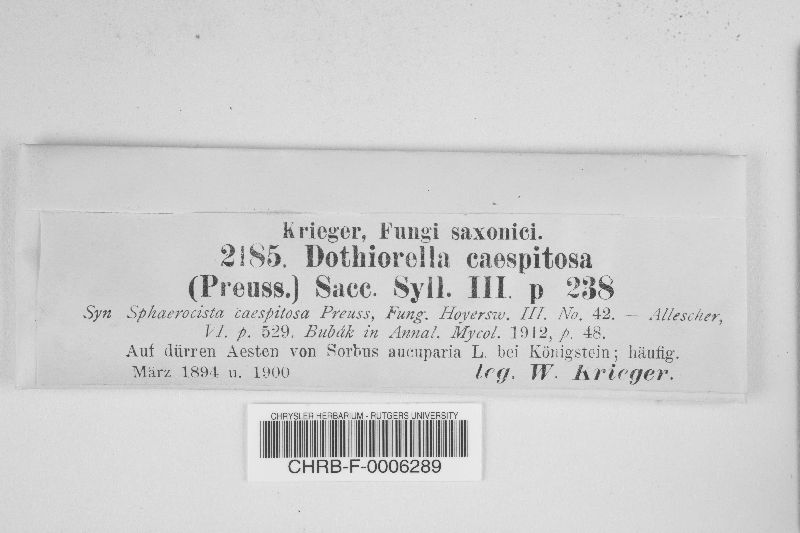 Krieger, Fungi saxonici.
2185. Dothiorella caespitosa
(Preuss.) Sacc. Syll. III. p 238
Syn Sphaerocista caespitosa Preuss, Fung. Hoyersw. III. No. 42. — Allescher,
VI. p. 529. Bubák in Annal. Mycol. 1912, p. 48.
Auf dürren Aesten von Sorbus aucuparia L. bei Königstein; häufig.
März 1894 u. 1900 leg. W. Krieger.
CHRYSLER HERBARIUM - RUTGERS UNIVERSITY
CHRB-F-0006289